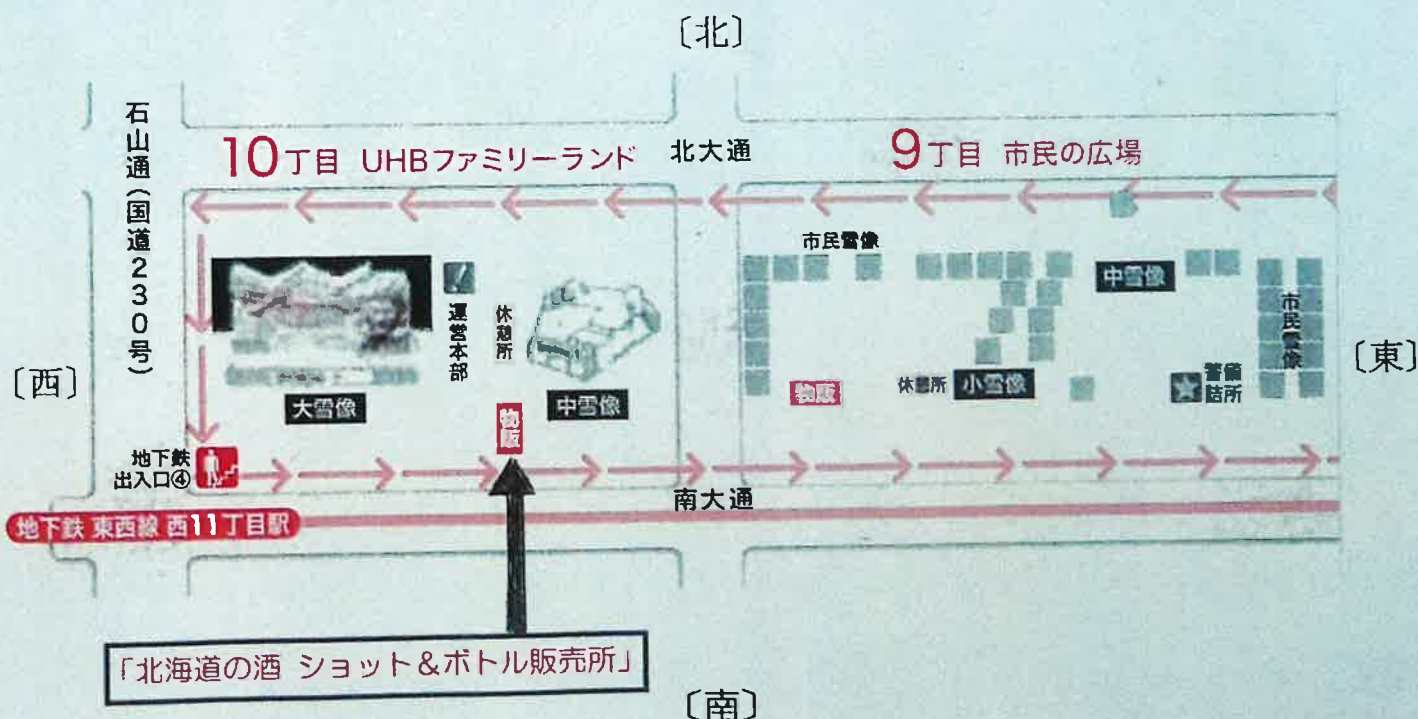 〔北〕
石山通（国道230号）
10丁目 UHBファミリーランド
北大通
9丁目 市民の広場
市民雪像
中雪像
市民雪像
運営本部
休憩所
〔西〕
〔東〕
大雪像
中雪像
物販
物販
休憩所
小雪像
警備
詰所
地下鉄
出入口④
南大通
地下鉄 東西線 西11丁目駅
「北海道の酒 ショット＆ボトル販売所」
〔南〕